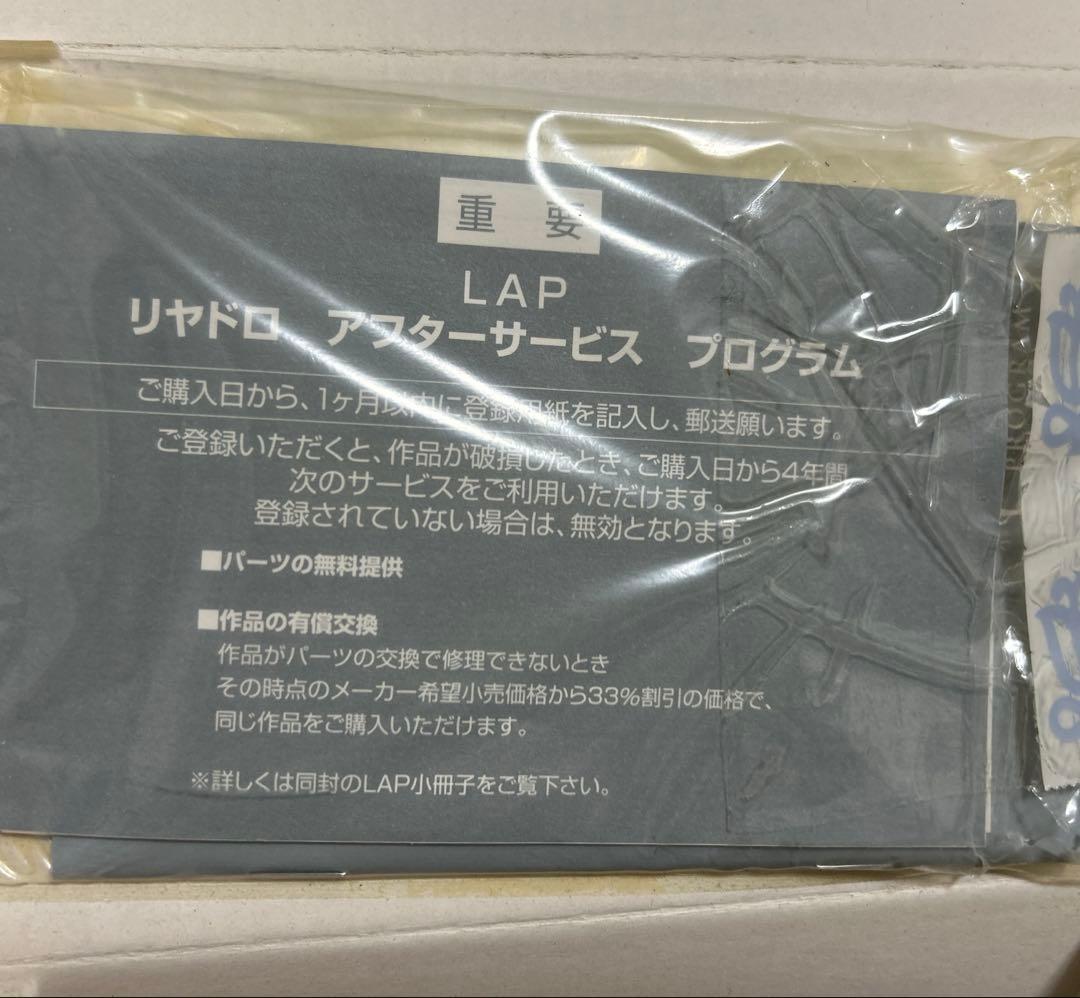 重 要
LAP
リヤドロ アフターサービス プログラム
ご購入日から、1ヶ月以内に登録用紙を記入し、郵送願います。
ご登録いただくと、作品が破損したとき、ご購入日から4年間
次のサービスをご利用いただけます。
登録されていない場合は、無効となります。
■パーツの無料提供
■作品の有償交換
作品がパーツの交換で修理できないとき
その時点のメーカー希望小売価格から33%割引の価格で、
同じ作品をご購入いただけます。
※詳しくは同封のLAP小冊子をご覧下さい。
PROGRAM